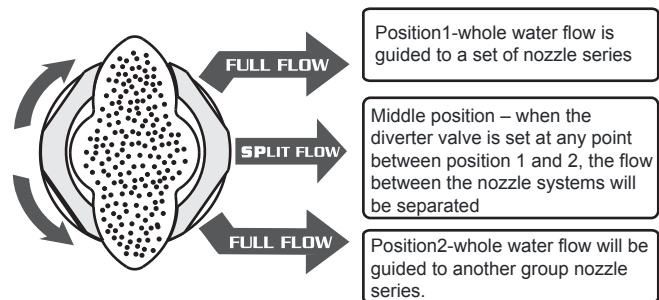 FULL FLOW
Position1-whole water flow is
guided to a set of nozzle series
SPLIT FLOW
Middle position – when the
diverter valve is set at any point
between position 1 and 2, the flow
between the nozzle systems will
be separated
FULL FLOW
Position2-whole water flow will be
guided to another group nozzle
series.